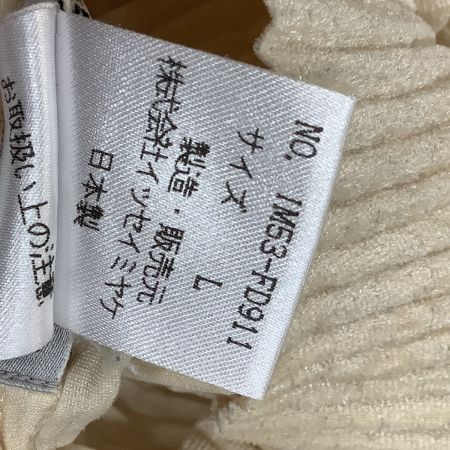 NO. IM53-FD911
サイズ L
製造・販売元
株式会社イッセイミヤケ
日本製
お取扱い上の注意